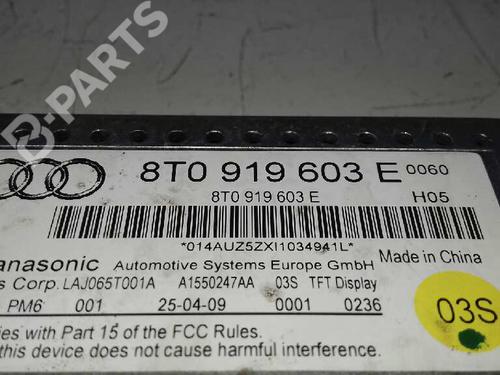 B-PARTS
8T0 919 603 E 0060
8T0 919 603 E H05
*014AUZ5ZXI1034941L*
Made in China
Panasonic Automotive Systems Europe GmbH
s Corp. LAJ065T001A A1550247AA 03S TFT Display
PM6 001 25-04-09 0001 0236
03S
ies with Part 15 of the FCC Rules.
this device does not cause harmful interference.